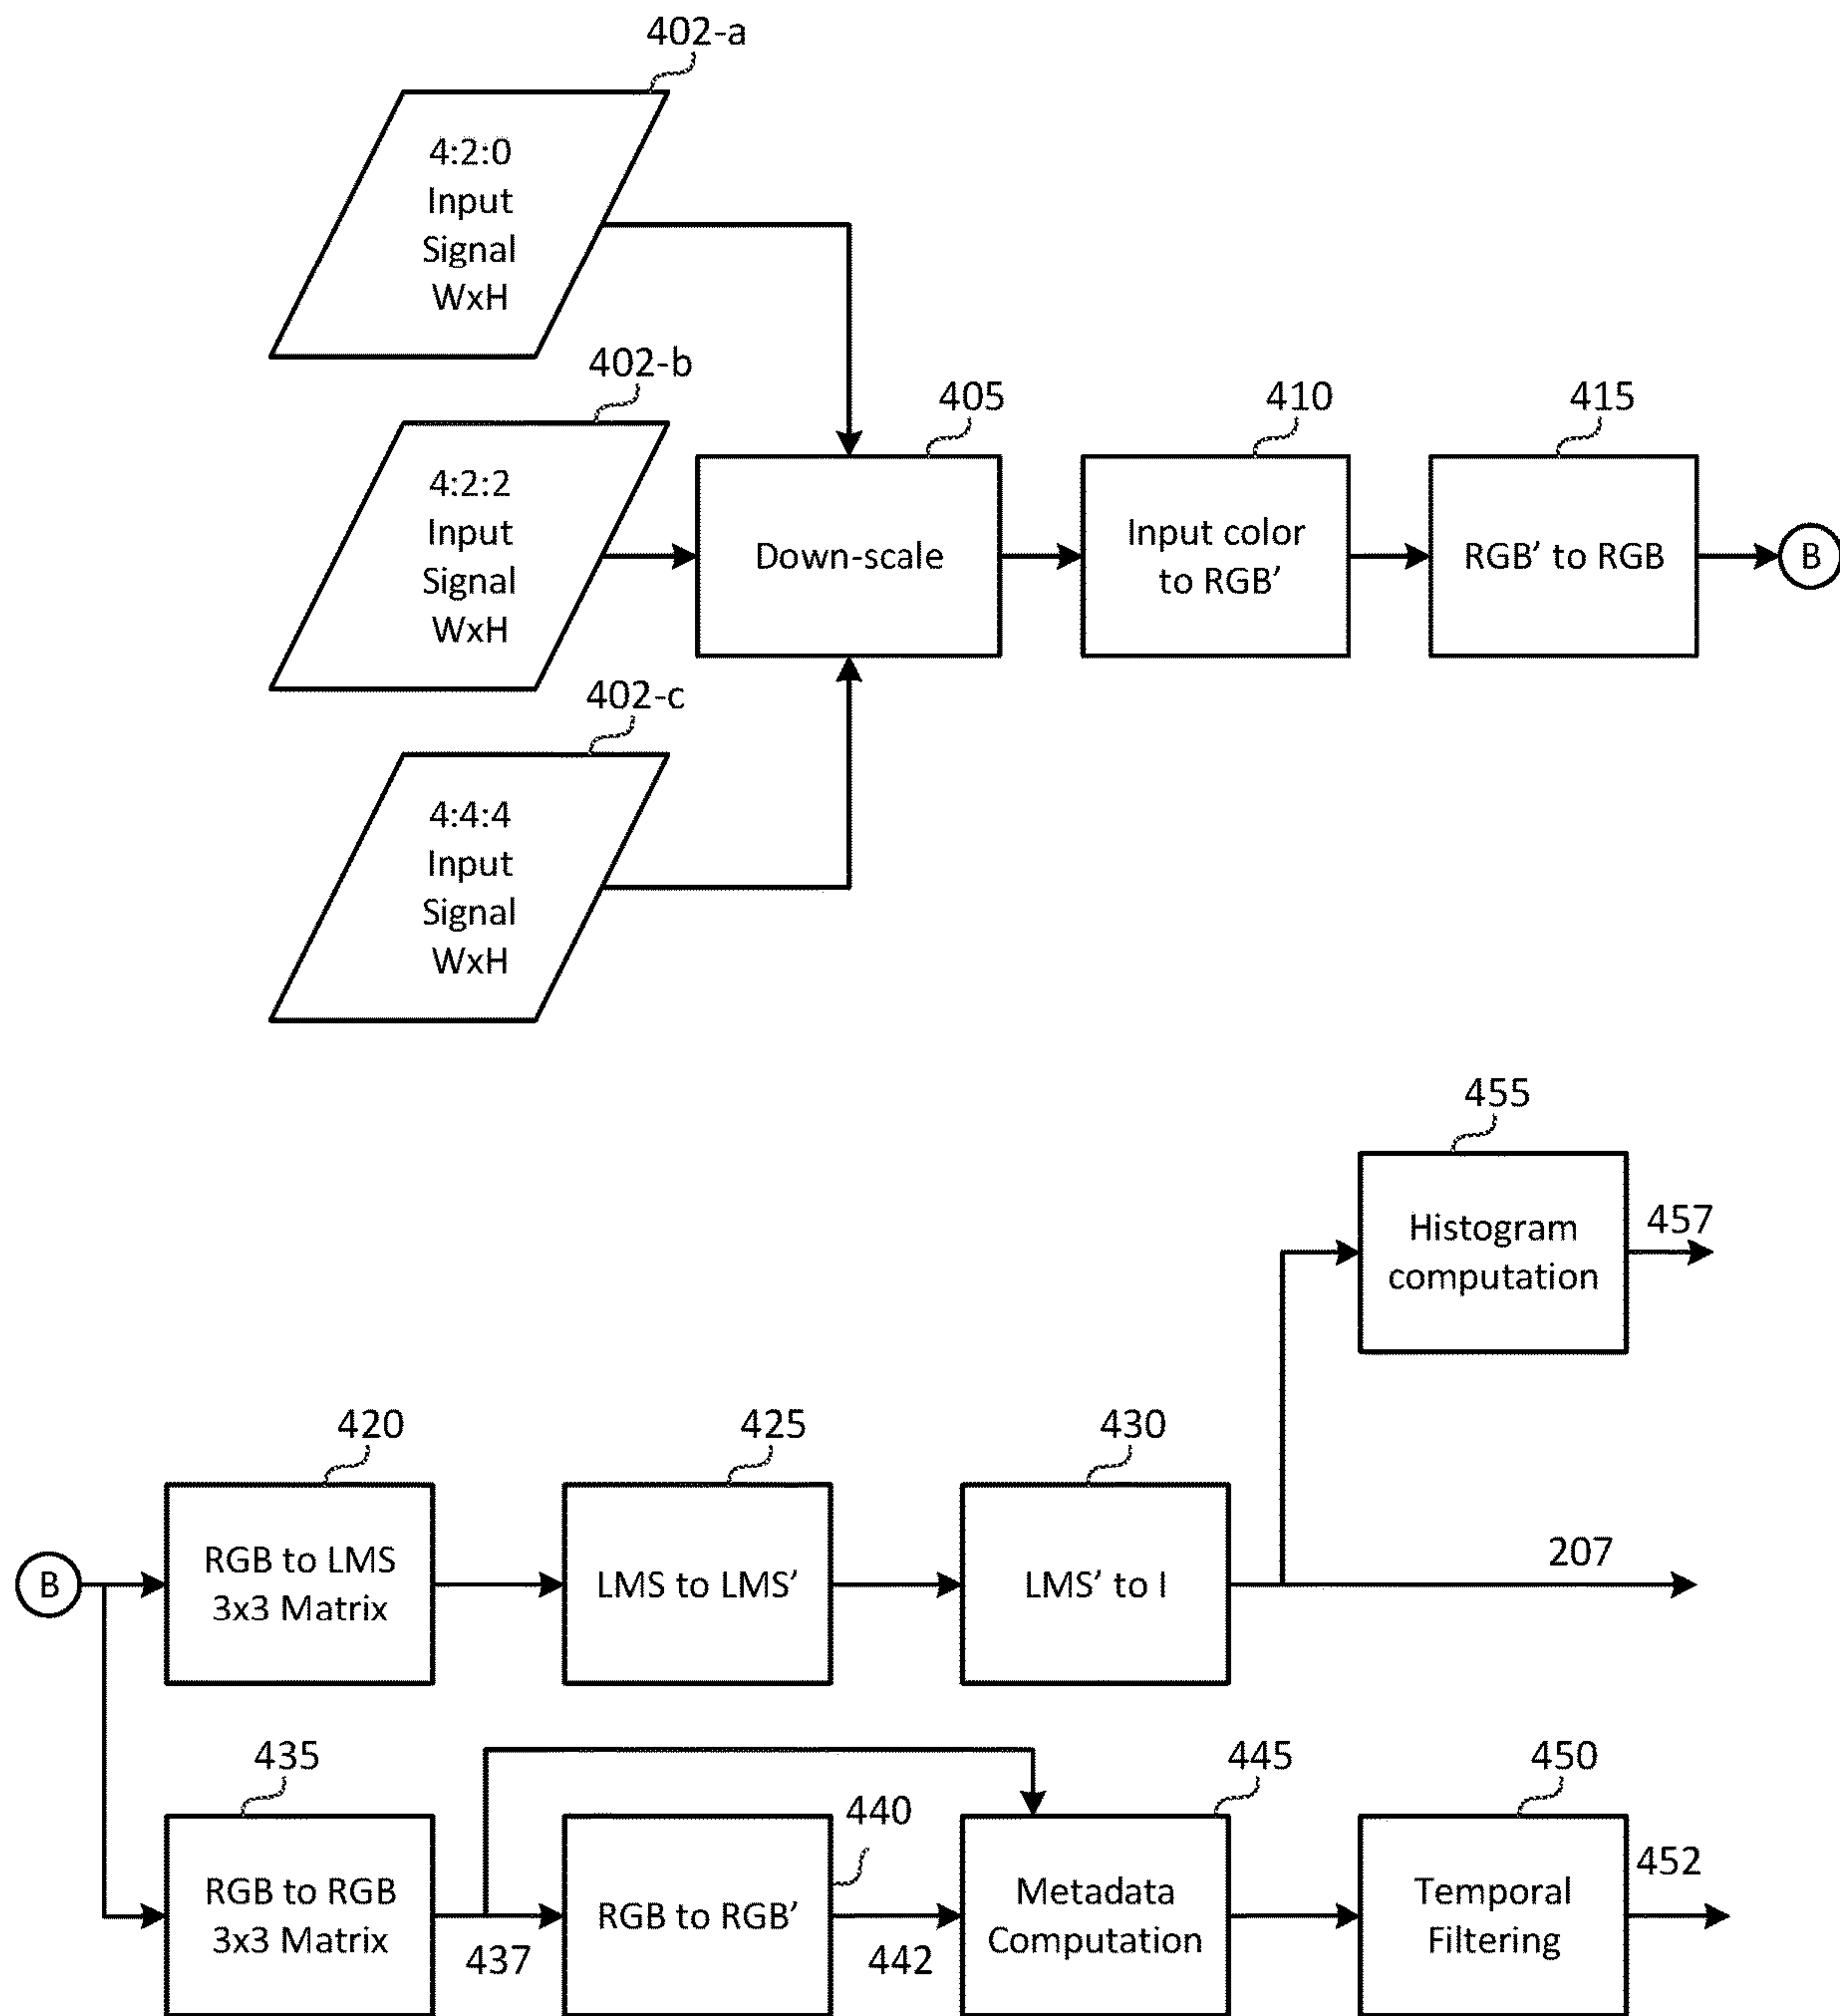 402-a
4:2:0
Input
Signal
WxH
402-b
4:2:2
Input
Signal
WxH
402-c
4:4:4
Input
Signal
WxH
405
Down-scale
410
Input color
to RGB’
415
RGB’ to RGB
B
455
Histogram
computation
457
B
420
RGB to LMS
3x3 Matrix
425
LMS to LMS’
430
LMS’ to I
207
435
RGB to RGB
3x3 Matrix
437
440
RGB to RGB’
442
445
Metadata
Computation
450
Temporal
Filtering
452